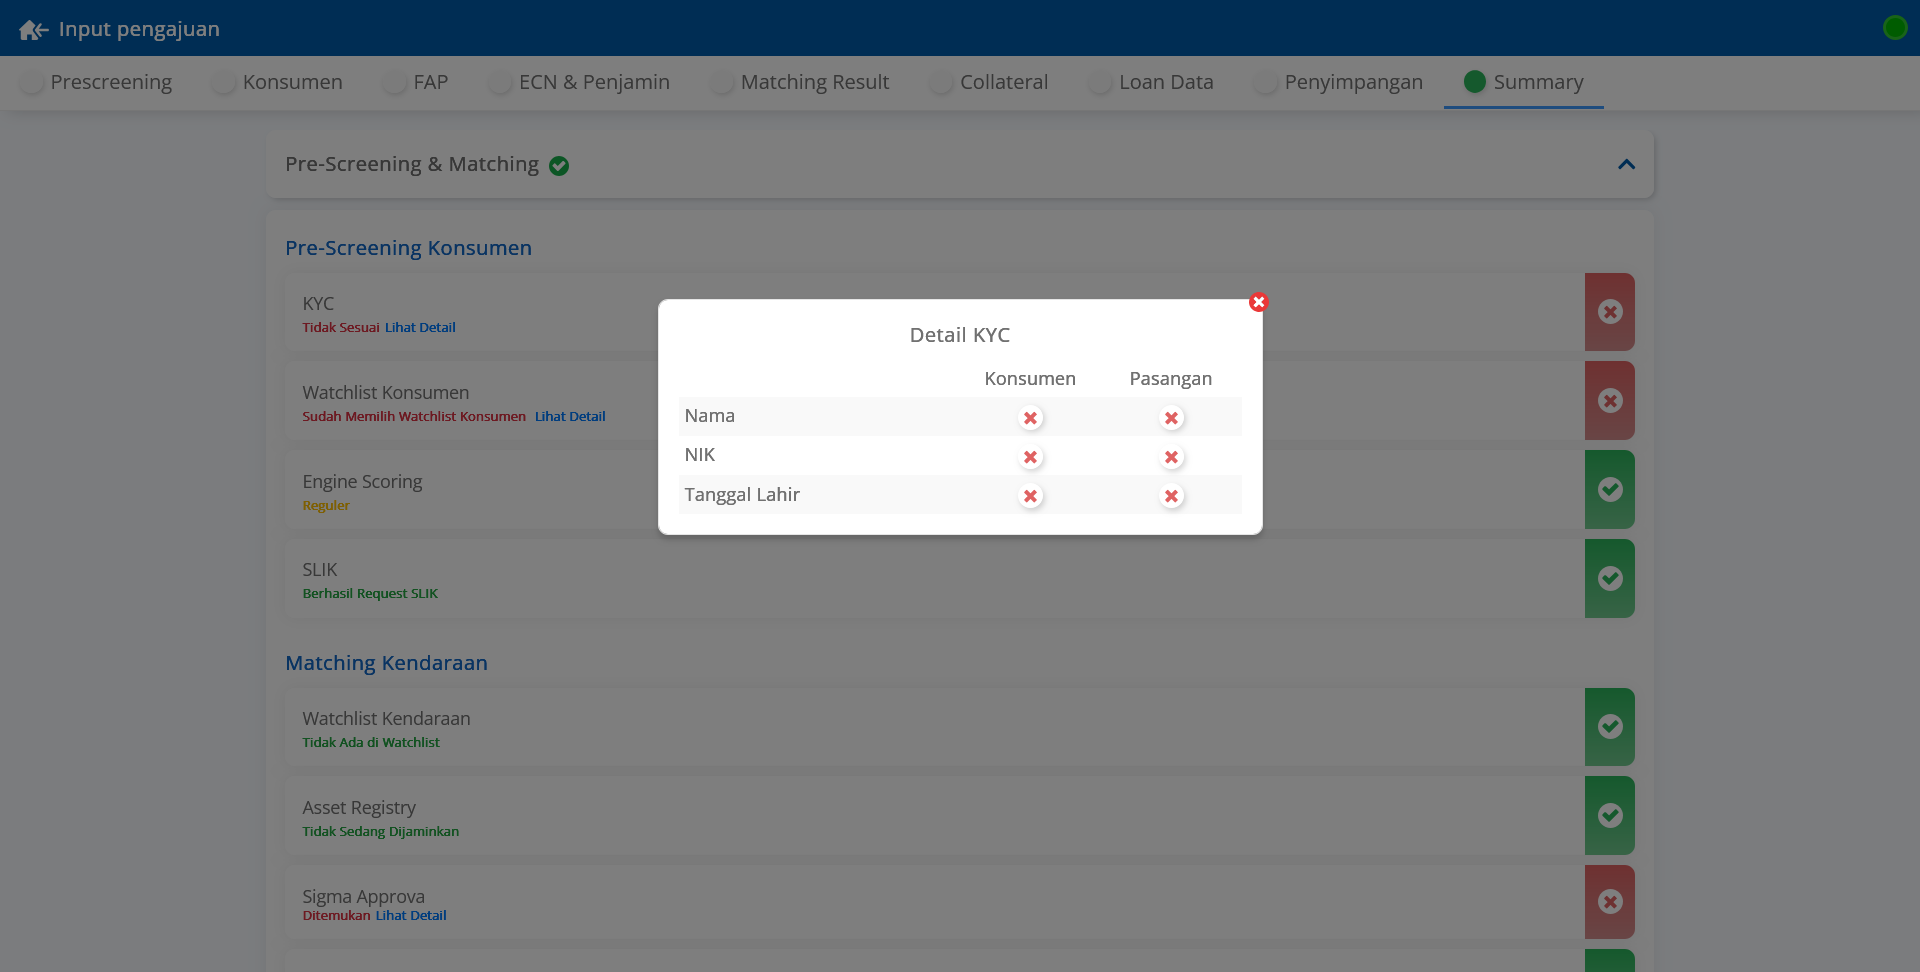 Input pengajuan
Prescreening Konsumen FAP ECN & Penjamin Matching Result Collateral Loan Data Penyimpangan Summary
Pre-Screening & Matching
Pre-Screening Konsumen
KYC
Tidak Sesuai Lihat Detail
Watchlist Konsumen
Sudah Memilih Watchlist Konsumen Lihat Detail
Engine Scoring
Reguler
SLIK
Berhasil Request SLIK
Detail KYC
Konsumen Pasangan
Nama
NIK
Tanggal Lahir
Matching Kendaraan
Watchlist Kendaraan
Tidak Ada di Watchlist
Asset Registry
Tidak Sedang Dijaminkan
Sigma Approva
Ditemukan Lihat Detail